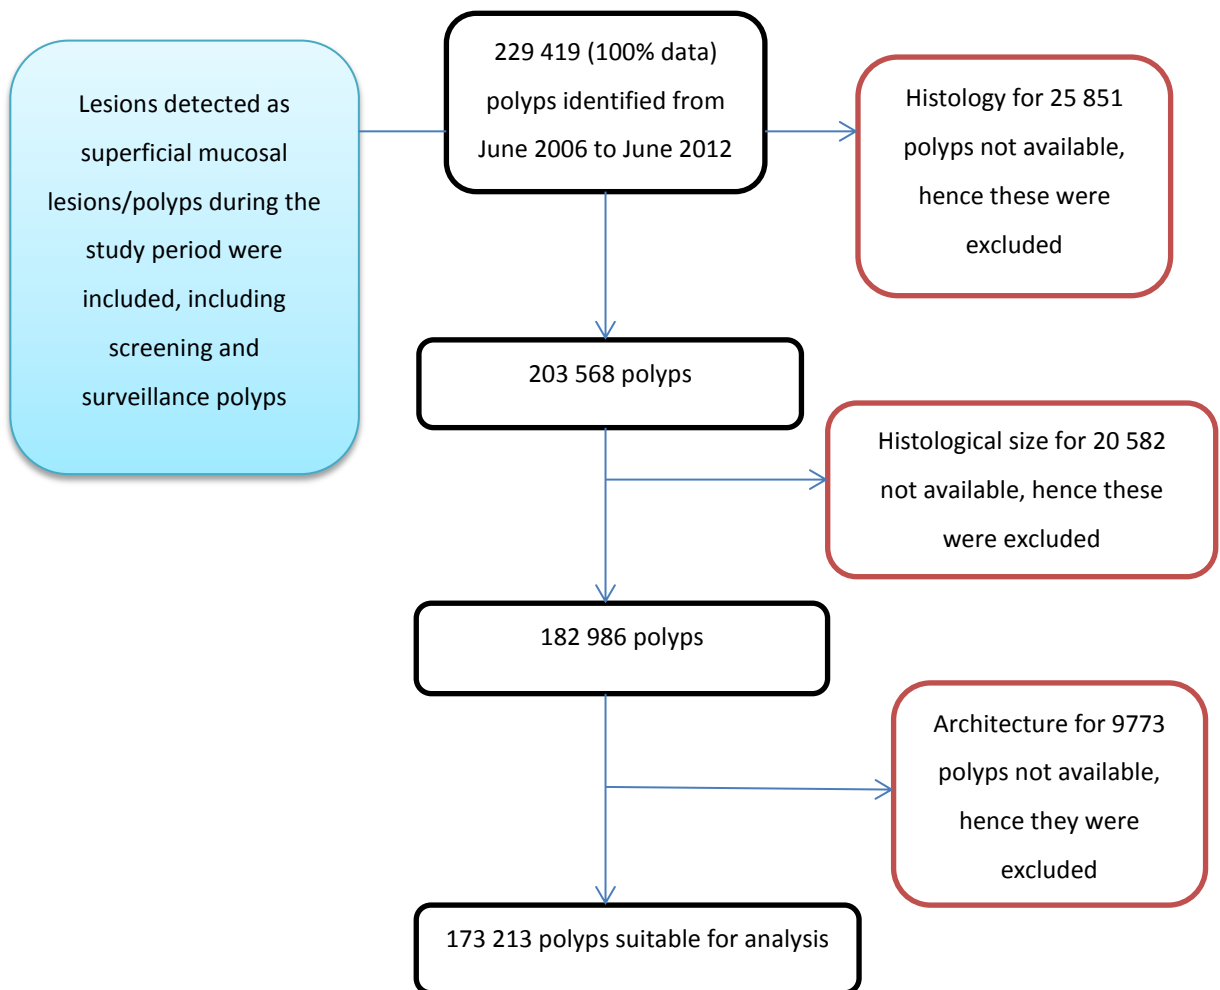 Lesions detected as
superficial mucosal
lesions/polyps during the
study period were
included, including
screening and
surveillance polyps
229 419 (100% data)
polyps identified from
June 2006 to June 2012
Histology for 25 851
polyps not available,
hence these were
excluded
203 568 polyps
Histological size for 20 582
not available, hence these
were excluded
182 986 polyps
Architecture for 9773
polyps not available,
hence they were
excluded
173 213 polyps suitable for analysis